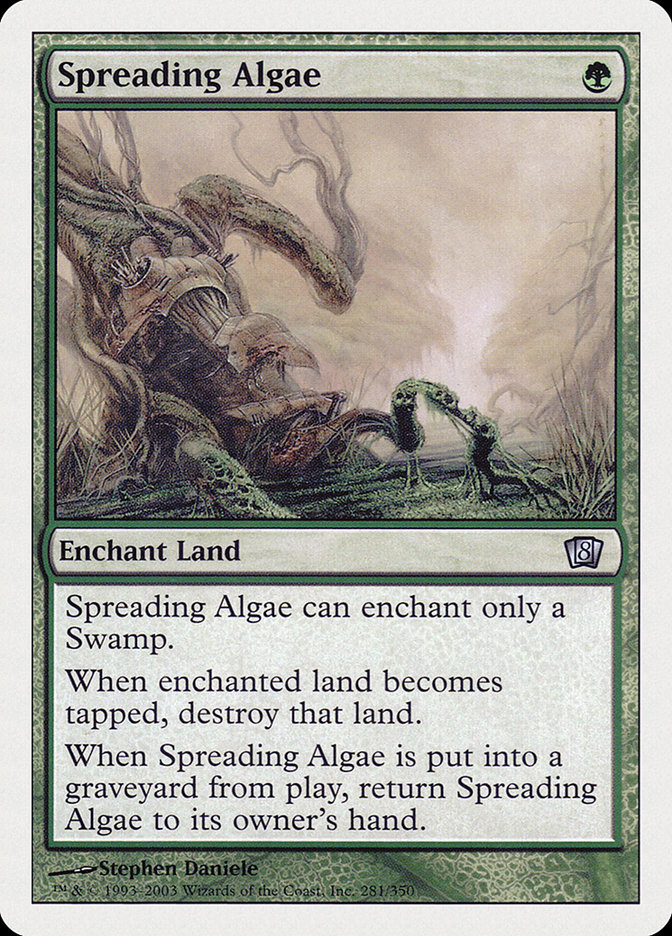 Spreading Algae
Enchant Land
8
Spreading Algae can enchant only a
Swamp.
When enchanted land becomes
tapped, destroy that land.
When Spreading Algae is put into a
graveyard from play, return Spreading
Algae to its owner's hand.
Stephen Daniele
™ & © 1993–2003 Wizards of the Coast, Inc. 281/350